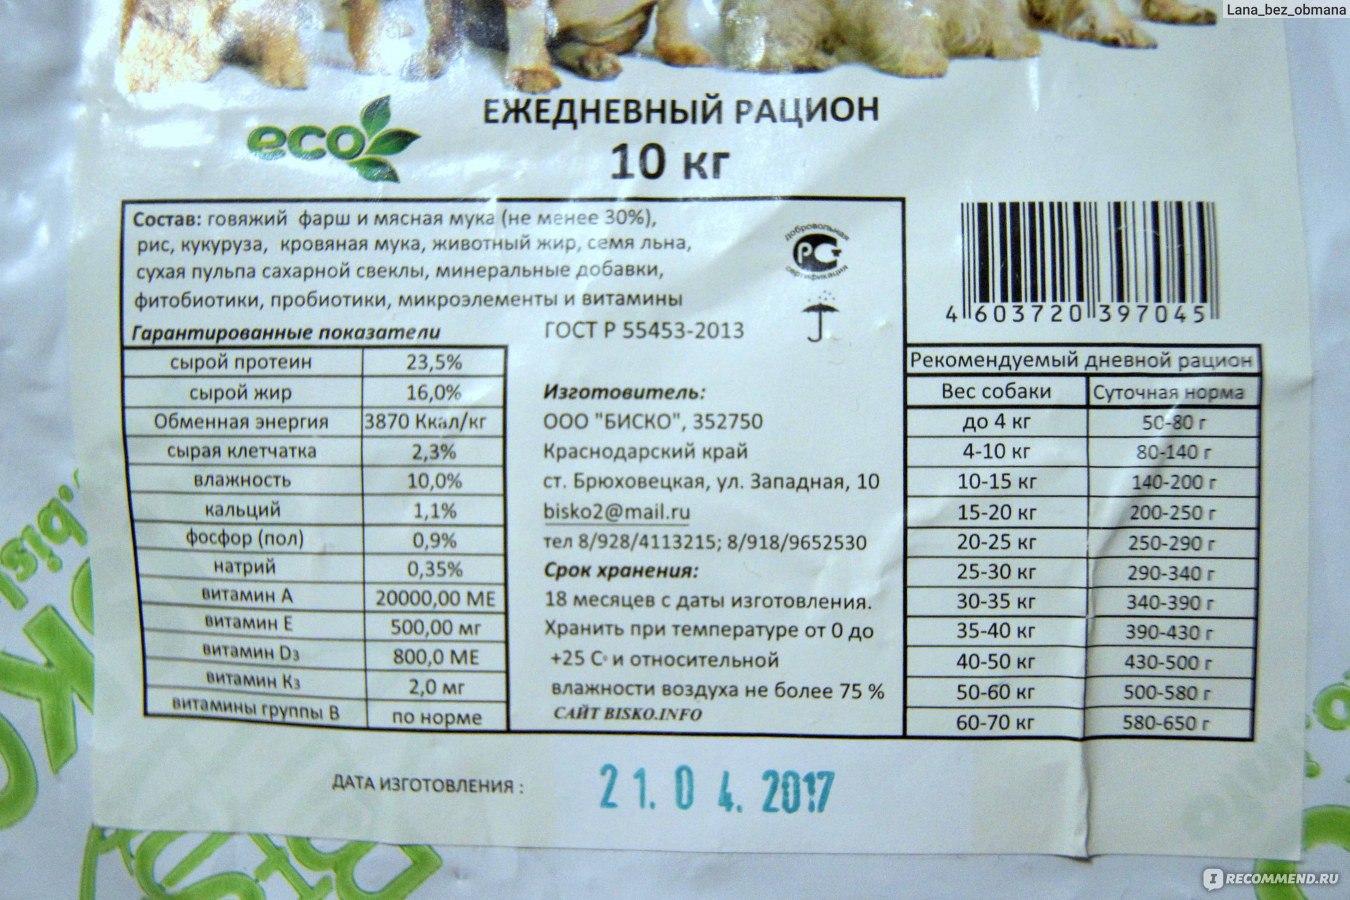 Lana_bez_obmana
eco
ЕЖЕДНЕВНЫЙ РАЦИОН
10 кг
Состав: говяжий фарш и мясная мука (не менее 30%),
рис, кукуруза, кровяная мука, животный жир, семя льна,
сухая пульпа сахарной свеклы, минеральные добавки,
фитобиотики, пробиотики, микроэлементы и витамины
добровольная
РСТ
сертификация
4 603720 397045
Гарантированные показатели
сырой протеин 23,5%
сырой жир 16,0%
Обменная энергия 3870 Ккал/кг
сырая клетчатка 2,3%
влажность 10,0%
кальций 1,1%
фосфор (пол) 0,9%
натрий 0,35%
витамин А 20000,00 МЕ
витамин Е 500,00 мг
витамин D3 800,0 МЕ
витамин К3 2,0 мг
витамины группы В по норме
ГОСТ Р 55453-2013
Изготовитель:
ООО "БИСКО", 352750
Краснодарский край
ст. Брюховецкая, ул. Западная, 10
bisko2@mail.ru
тел 8/928/4113215; 8/918/9652530
Срок хранения:
18 месяцев с даты изготовления.
Хранить при температуре от 0 до
+25 С° и относительной
влажности воздуха не более 75 %
САЙТ BISKO.INFO
Рекомендуемый дневной рацион
Вес собаки Суточная норма
до 4 кг 50-80 г
4-10 кг 80-140 г
10-15 кг 140-200 г
15-20 кг 200-250 г
20-25 кг 250-290 г
25-30 кг 290-340 г
30-35 кг 340-390 г
35-40 кг 390-430 г
40-50 кг 430-500 г
50-60 кг 500-580 г
60-70 кг 580-650 г
ДАТА ИЗГОТОВЛЕНИЯ : 21.04.2017
IRECOMMEND.RU